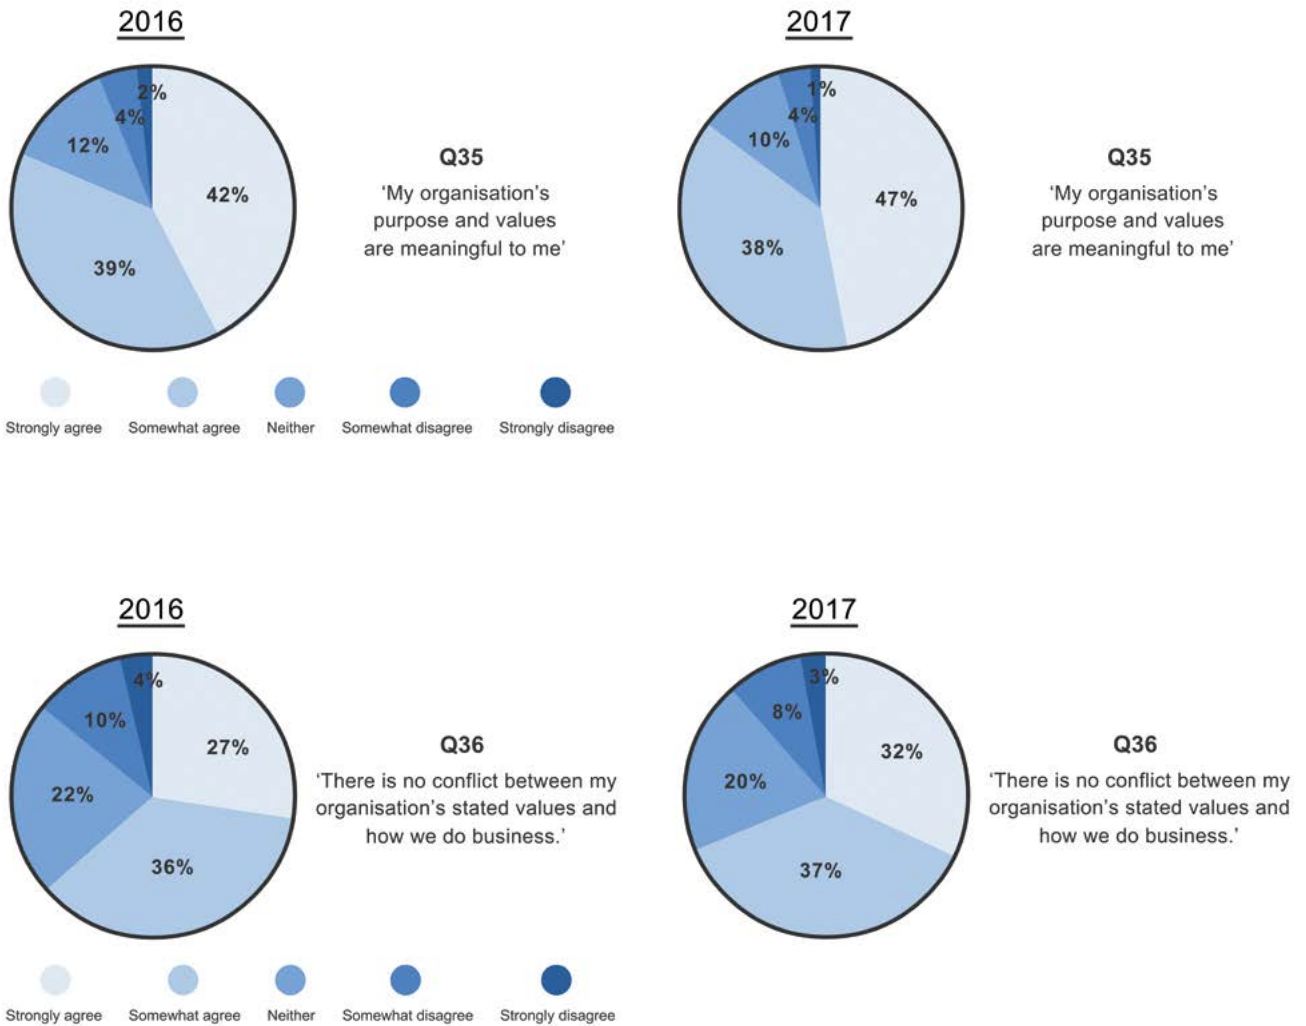 2016
2%
4%
12%
42%
39%
Q35
‘My organisation’s
purpose and values
are meaningful to me’
2017
1%
4%
10%
47%
38%
Q35
‘My organisation’s
purpose and values
are meaningful to me’
Strongly agree
Somewhat agree
Neither
Somewhat disagree
Strongly disagree
2016
4%
10%
27%
22%
36%
Q36
‘There is no conflict between my
organisation’s stated values and
how we do business.’
2017
3%
8%
32%
20%
37%
Q36
‘There is no conflict between my
organisation’s stated values and
how we do business.’
Strongly agree
Somewhat agree
Neither
Somewhat disagree
Strongly disagree